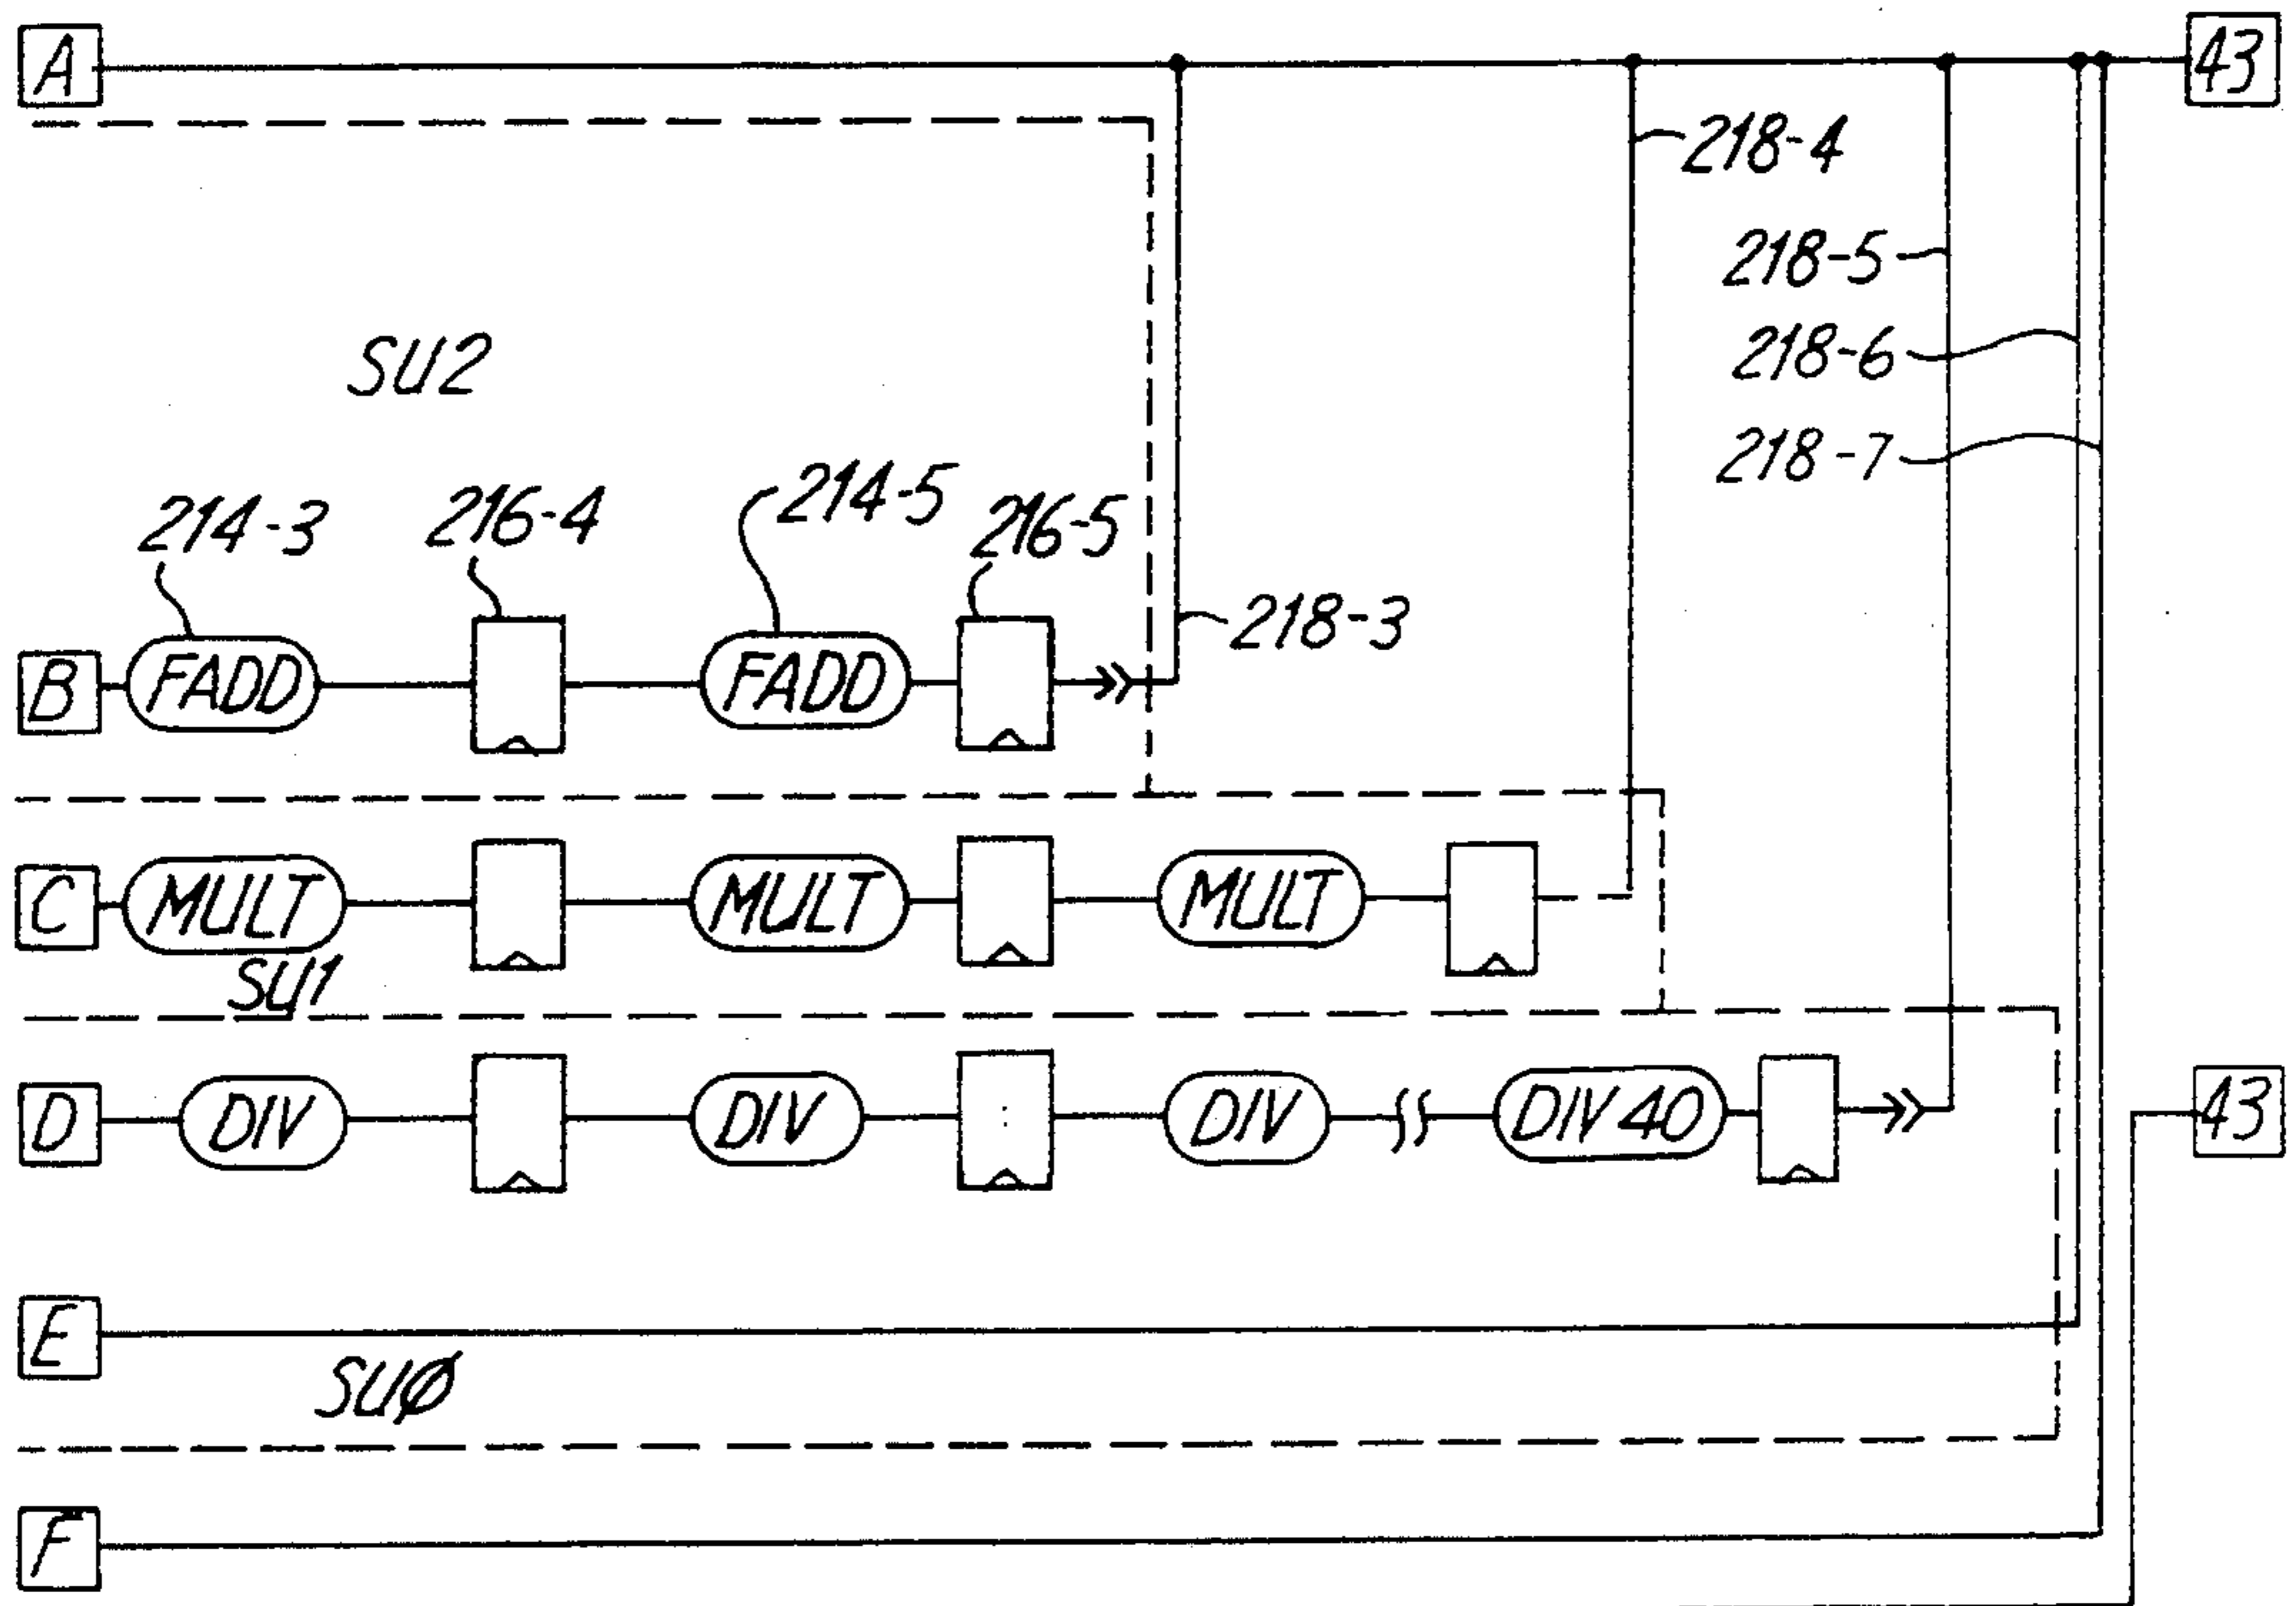 A
43
218-4
218-5
218-6
SU2
218-7
214-3
216-4
214-5
216-5
218-3
B
FADD
FADD
C
MULT
MULT
MULT
SU1
D
DIV
DIV
DIV
DIV 40
43
E
SUØ
F